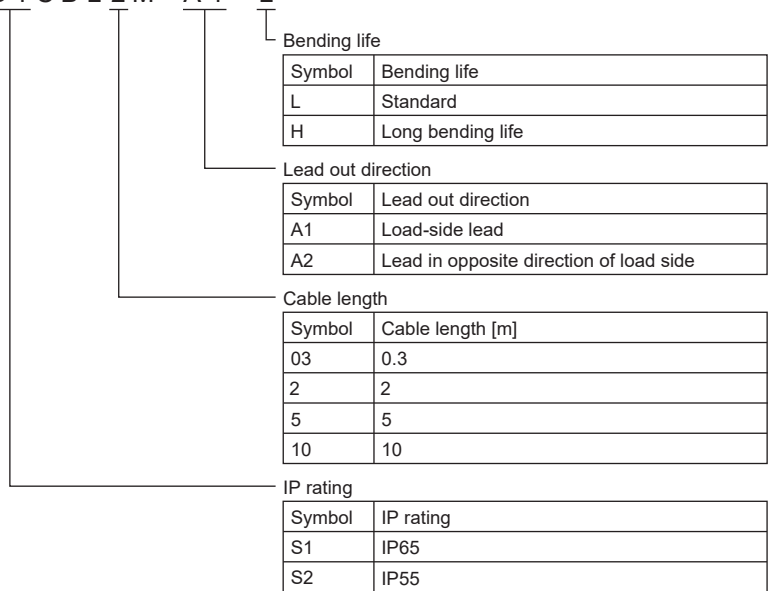 Bending life
Symbol Bending life
L Standard
H Long bending life
Lead out direction
Symbol Lead out direction
A1 Load-side lead
A2 Lead in opposite direction of load side
Cable length
Symbol Cable length [m]
03 0.3
2 2
5 5
10 10
IP rating
Symbol IP rating
S1 IP65
S2 IP55